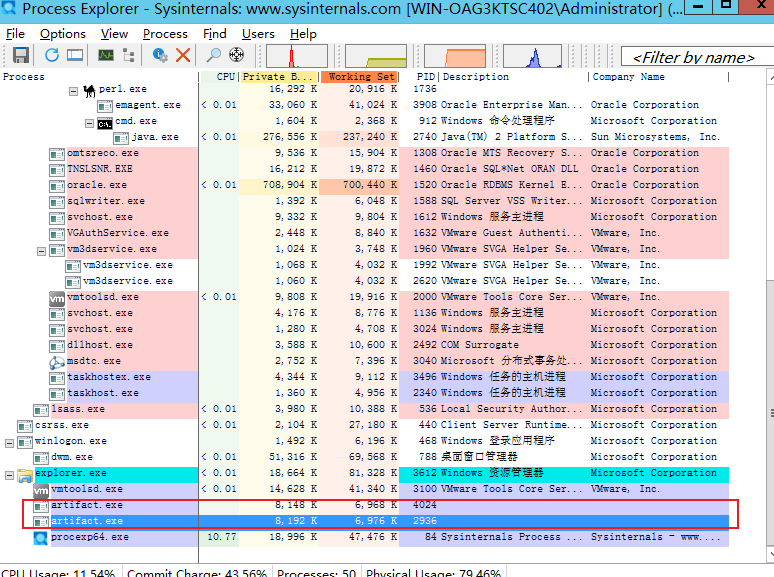 Process Explorer - Sysinternals: www.sysinternals.com [WIN-OAG3KTSC402\Administrator] (...
File Options View Process Find Users Help
<Filter by name>
Process CPU Private B... Working Set PID Description Company Name
perl.exe 16,292 K 20,916 K 1736
emagent.exe < 0.01 33,060 K 41,024 K 3908 Oracle Enterprise Man... Oracle Corporation
cmd.exe 1,604 K 2,368 K 912 Windows 命令处理程序 Microsoft Corporation
java.exe < 0.01 276,556 K 237,240 K 2740 Java(TM) 2 Platform S... Sun Microsystems, Inc.
omtsreco.exe 9,536 K 15,904 K 1308 Oracle MTS Recovery S... Oracle Corporation
TNSLSNR.EXE 16,212 K 19,872 K 1460 Oracle SQL*Net ORAN DLL Oracle Corporation
oracle.exe < 0.01 708,904 K 700,440 K 1520 Oracle RDBMS Kernel E... Oracle Corporation
sqlwriter.exe 1,392 K 6,048 K 1588 SQL Server VSS Writer... Microsoft Corporation
svchost.exe 9,332 K 9,804 K 1612 Windows 服务主进程 Microsoft Corporation
VGAuthService.exe 2,448 K 8,840 K 1632 VMware Guest Authenti... VMware, Inc.
vm3dservice.exe 1,024 K 3,748 K 1960 VMware SVGA Helper Se... VMware, Inc.
vm3dservice.exe 1,068 K 4,032 K 1992 VMware SVGA Helper Se... VMware, Inc.
vm3dservice.exe 1,060 K 4,032 K 2620 VMware SVGA Helper Se... VMware, Inc.
vmtoolsd.exe < 0.01 9,808 K 19,916 K 2000 VMware Tools Core Ser... VMware, Inc.
svchost.exe 4,176 K 8,776 K 1136 Windows 服务主进程 Microsoft Corporation
svchost.exe 1,280 K 4,708 K 3024 Windows 服务主进程 Microsoft Corporation
dllhost.exe 3,588 K 10,600 K 2492 COM Surrogate Microsoft Corporation
msdtc.exe 2,752 K 7,396 K 3040 Microsoft 分布式事务处... Microsoft Corporation
taskhostex.exe 4,344 K 9,112 K 3496 Windows 任务的主机进程 Microsoft Corporation
taskhost.exe 1,360 K 4,956 K 2340 Windows 任务的主机进程 Microsoft Corporation
lsass.exe < 0.01 3,980 K 10,388 K 536 Local Security Author... Microsoft Corporation
csrss.exe < 0.01 2,104 K 27,180 K 440 Client Server Runtime... Microsoft Corporation
winlogon.exe 1,492 K 6,196 K 468 Windows 登录应用程序 Microsoft Corporation
dwm.exe < 0.01 51,316 K 69,568 K 788 桌面窗口管理器 Microsoft Corporation
explorer.exe < 0.01 18,664 K 81,328 K 3612 Windows 资源管理器 Microsoft Corporation
vm vmtoolsd.exe < 0.01 14,628 K 41,340 K 3100 VMware Tools Core Ser... VMware, Inc.
artifact.exe 8,148 K 6,968 K 4024
artifact.exe 8,192 K 6,976 K 2936
procexp64.exe 10.77 18,996 K 47,476 K 84 Sysinternals Process ... Sysinternals - www....
CPU Usage: 11.54% Commit Charge: 43.56% Processes: 50 Physical Usage: 79.46%